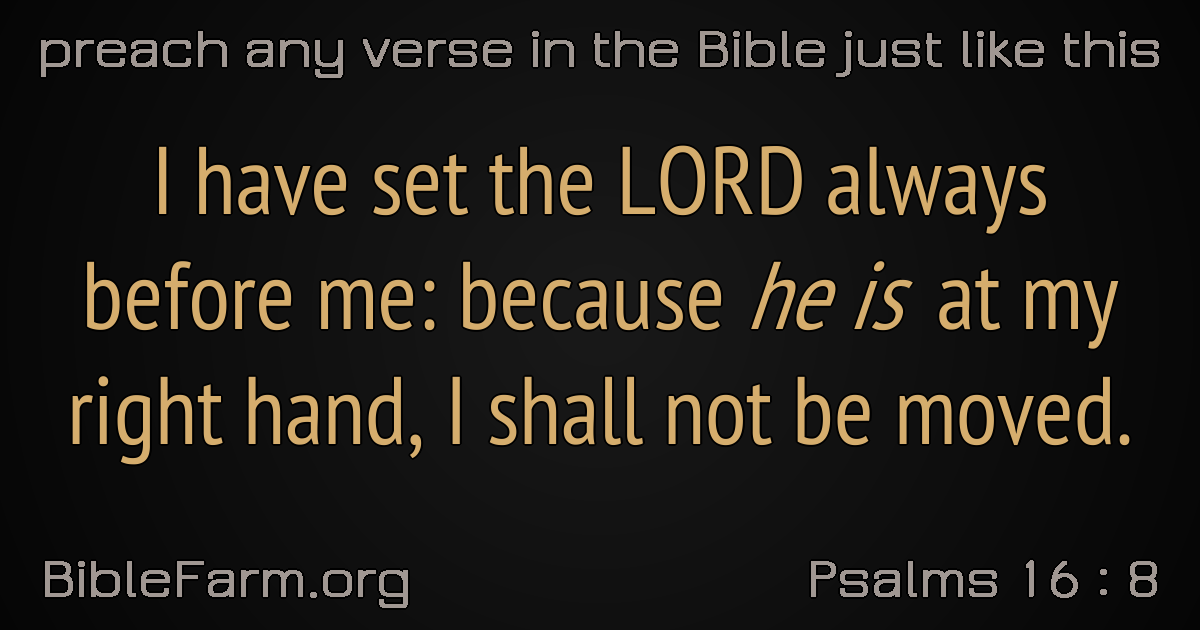 preach any verse in the Bible just like this
I have set the LORD always
before me: because he is at my
right hand, I shall not be moved.
BibleFarm.org
Psalms 16 : 8